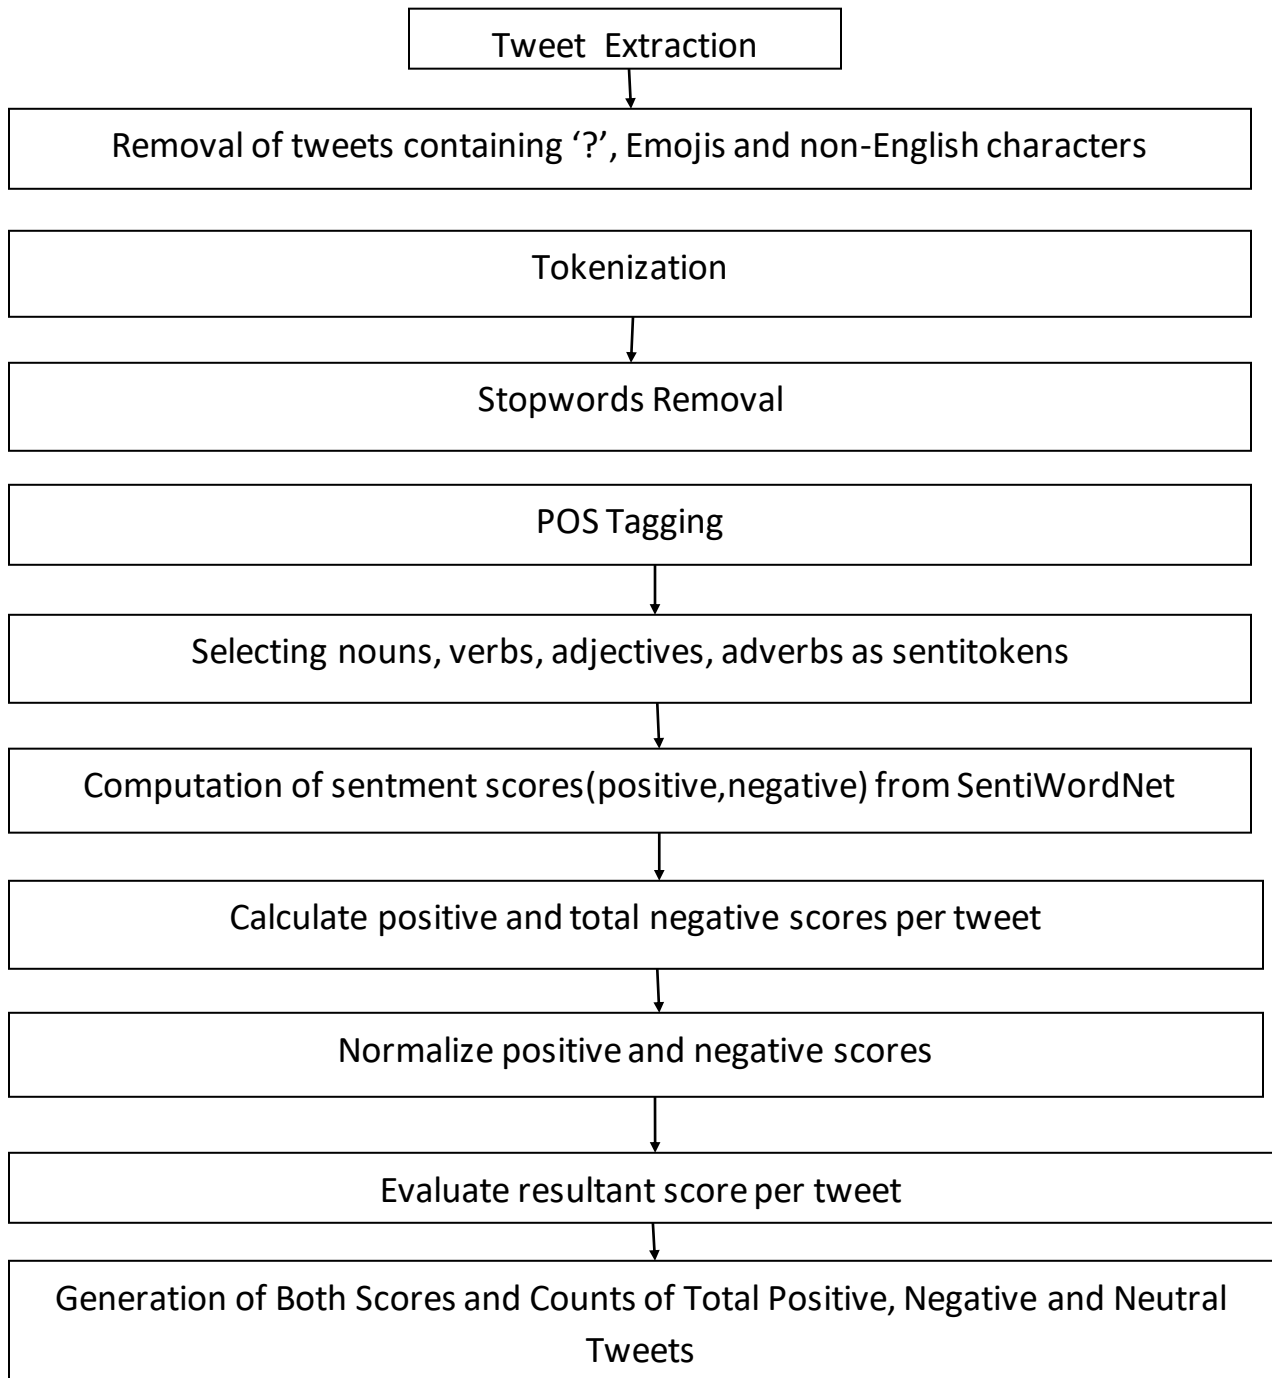 Tweet Extraction
Removal of tweets containing ‘?’, Emojis and non-English characters
Tokenization
Stopwords Removal
POS Tagging
Selecting nouns, verbs, adjectives, adverbs as sentitokens
Computation of sentment scores(positive,negative) from SentiWordNet
Calculate positive and total negative scores per tweet
Normalize positive and negative scores
Evaluate resultant score per tweet
Generation of Both Scores and Counts of Total Positive, Negative and Neutral
Tweets